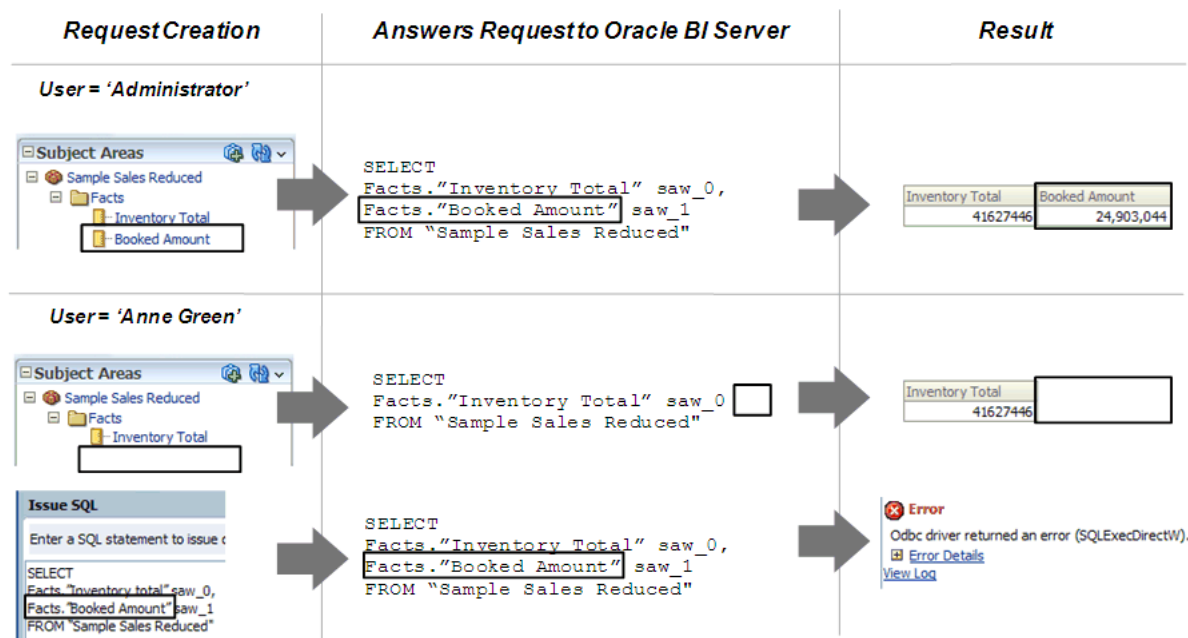 Request Creation
Answers Request to Oracle BI Server
Result
User = ‘Administrator’
Subject Areas
Sample Sales Reduced
Facts
Inventory Total
Booked Amount
SELECT
Facts.”Inventory Total” saw_0,
Facts.”Booked Amount” saw_1
FROM “Sample Sales Reduced"
Inventory Total Booked Amount
41627446 24,903,044
User = ‘Anne Green’
Subject Areas
Sample Sales Reduced
Facts
Inventory Total
SELECT
Facts.”Inventory Total” saw_0
FROM “Sample Sales Reduced"
Inventory Total
41627446
Issue SQL
Enter a SQL statement to issue
SELECT
Facts."Inventory total" saw_0,
Facts."Booked Amount" saw_1
FROM "Sample Sales Reduced"
SELECT
Facts.”Inventory Total” saw_0,
Facts.”Booked Amount” saw_1
FROM “Sample Sales Reduced"
Error
Odbc driver returned an error (SQLExecDirectW).
Error Details
View Log